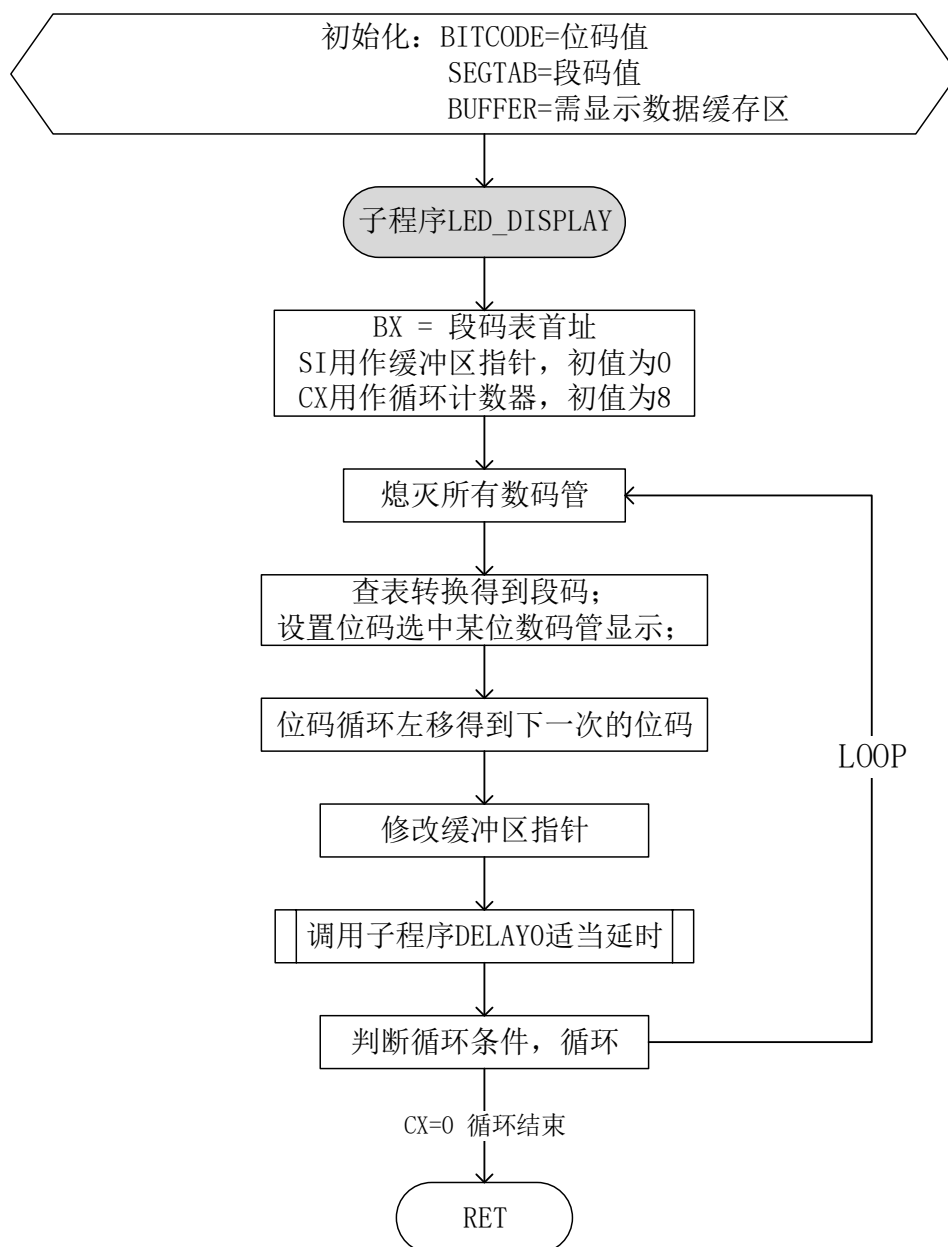 初始化：BITCODE=位码值
SEGTAB=段码值
BUFFER=需显示数据缓存区
子程序LED_DISPLAY
BX = 段码表首址
SI用作缓冲区指针，初值为0
CX用作循环计数器，初值为8
熄灭所有数码管
查表转换得到段码；
设置位码选中某位数码管显示；
位码循环左移得到下一次的位码
LOOP
修改缓冲区指针
调用子程序DELAY0适当延时
判断循环条件，循环
CX=0 循环结束
RET